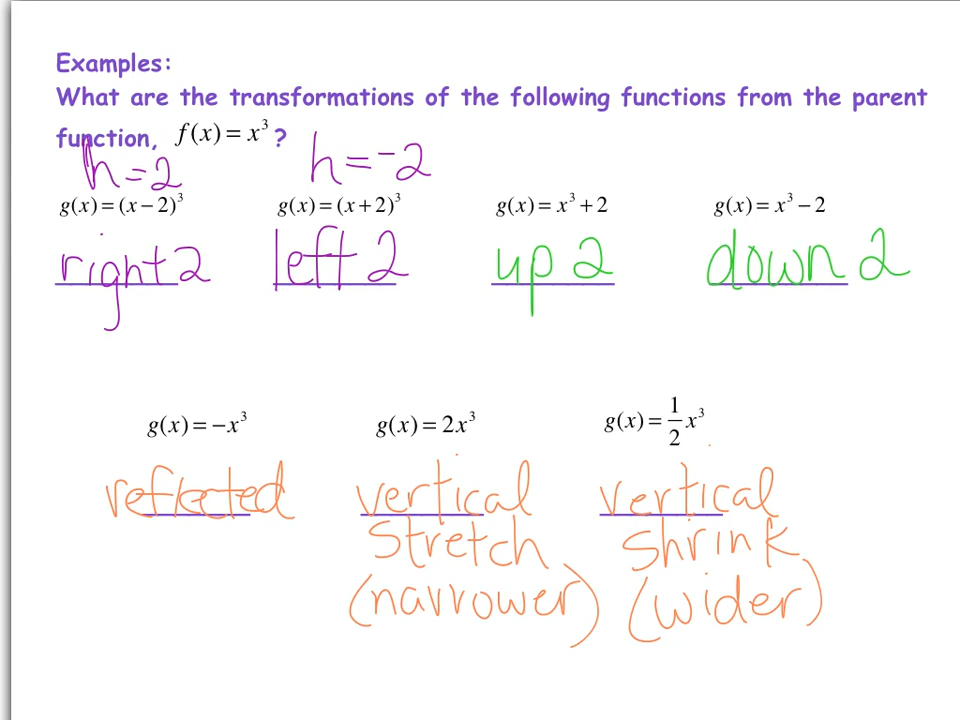 Examples:
What are the transformations of the following functions from the parent
function, f(x) = x³ ?
h = 2 h = -2
g(x) = (x − 2)³ g(x) = (x + 2)³ g(x) = x³ + 2 g(x) = x³ − 2
right 2 left 2 up 2 down 2
g(x) = −x³ g(x) = 2x³ g(x) = 1/2 x³
reflected vertical vertical
stretch shrink
(narrower) (wider)